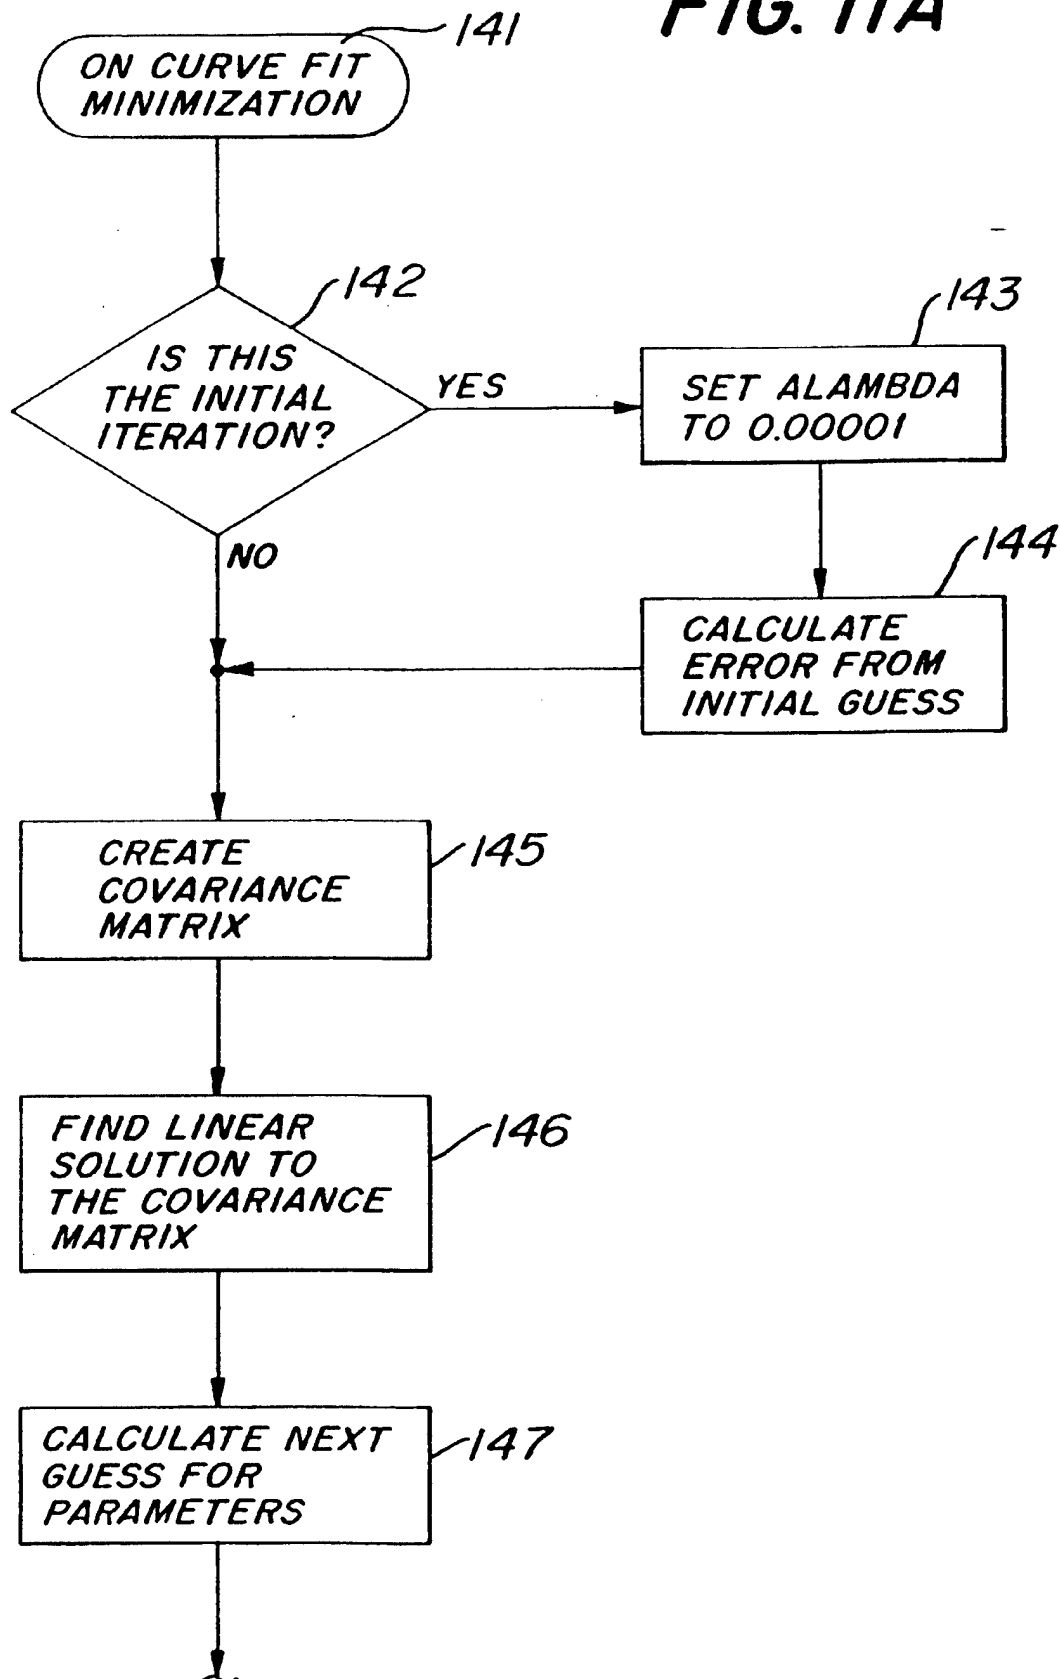 FIG. 11A
141
ON CURVE FIT
MINIMIZATION
142
IS THIS
THE INITIAL
ITERATION?
YES
143
SET ALAMBDA
TO 0.00001
NO
144
CALCULATE
ERROR FROM
INITIAL GUESS
145
CREATE
COVARIANCE
MATRIX
146
FIND LINEAR
SOLUTION TO
THE COVARIANCE
MATRIX
147
CALCULATE NEXT
GUESS FOR
PARAMETERS